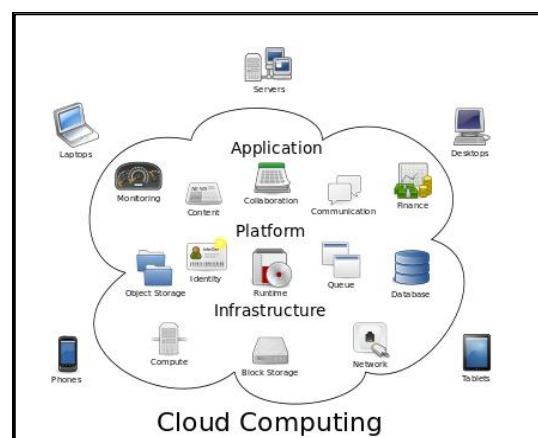 Servers
Laptops
Desktops
Application
Monitoring
Content
NEWS
Collaboration
Communication
Finance
Platform
Object Storage
Identity
Runtime
Queue
Database
Infrastructure
Compute
Block Storage
Network
Phones
Tablets
Cloud Computing